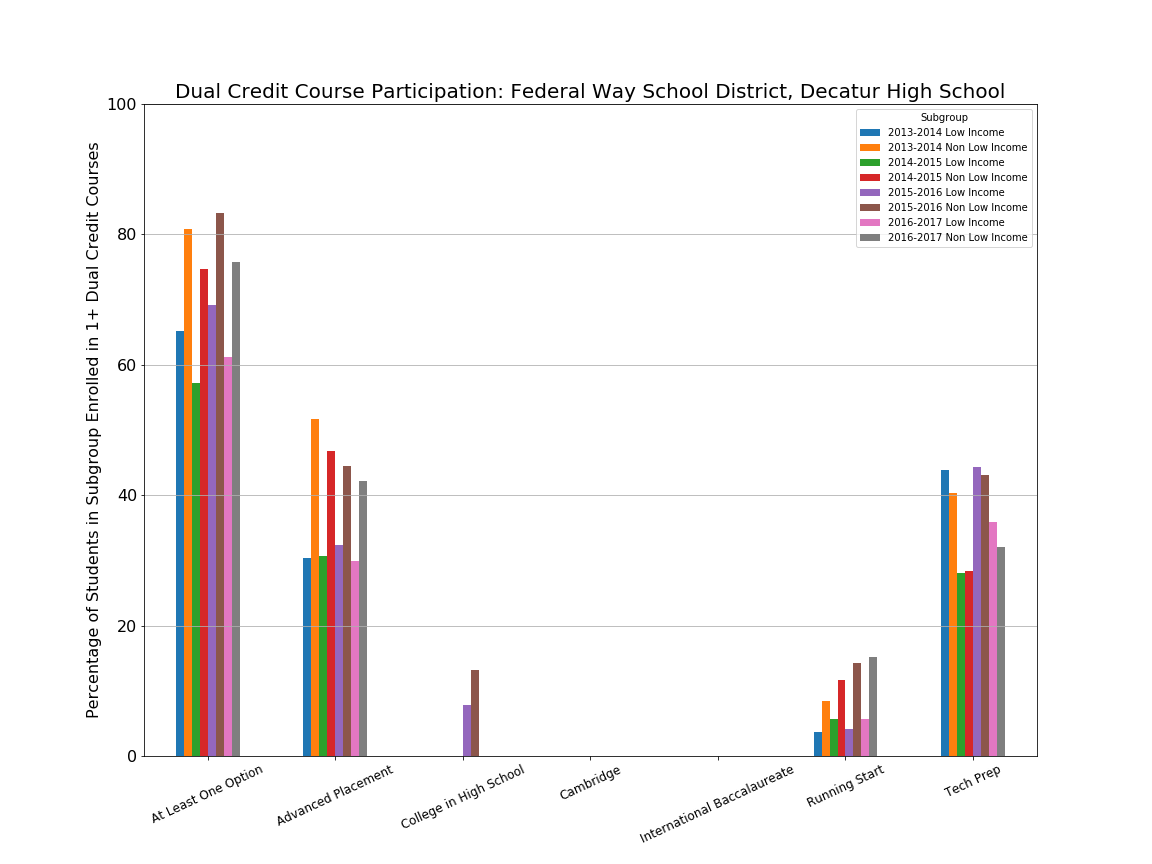 Dual Credit Course Participation: Federal Way School District, Decatur High School
Percentage of Students in Subgroup Enrolled in 1+ Dual Credit Courses
100
80
60
40
20
0
Subgroup
2013-2014 Low Income
2013-2014 Non Low Income
2014-2015 Low Income
2014-2015 Non Low Income
2015-2016 Low Income
2015-2016 Non Low Income
2016-2017 Low Income
2016-2017 Non Low Income
At Least One Option
Advanced Placement
College in High School
Cambridge
International Baccalaureate
Running Start
Tech Prep